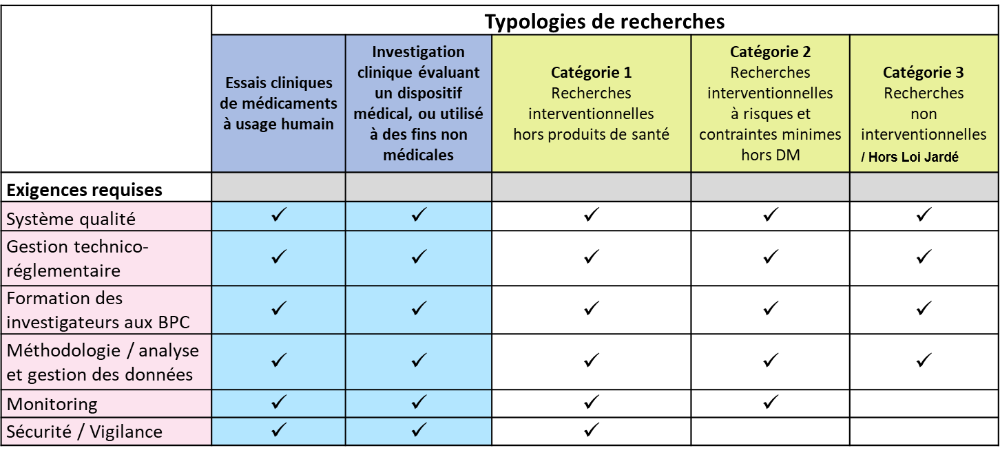 Typologies de recherches
Essais cliniques
de médicaments
à usage humain
Investigation
clinique évaluant
un dispositif
médical, ou utilisé
à des fins non
médicales
Catégorie 1
Recherches
interventionnelles
hors produits de santé
Catégorie 2
Recherches
interventionnelles
à risques et
contraintes minimes
hors DM
Catégorie 3
Recherches
non
interventionnelles
/ Hors Loi Jardé
Exigences requises
Système qualité ✓ ✓ ✓ ✓ ✓
Gestion technico-
réglementaire ✓ ✓ ✓ ✓ ✓
Formation des
investigateurs aux BPC ✓ ✓ ✓ ✓ ✓
Méthodologie / analyse
et gestion des données ✓ ✓ ✓ ✓ ✓
Monitoring ✓ ✓ ✓ ✓
Sécurité / Vigilance ✓ ✓ ✓